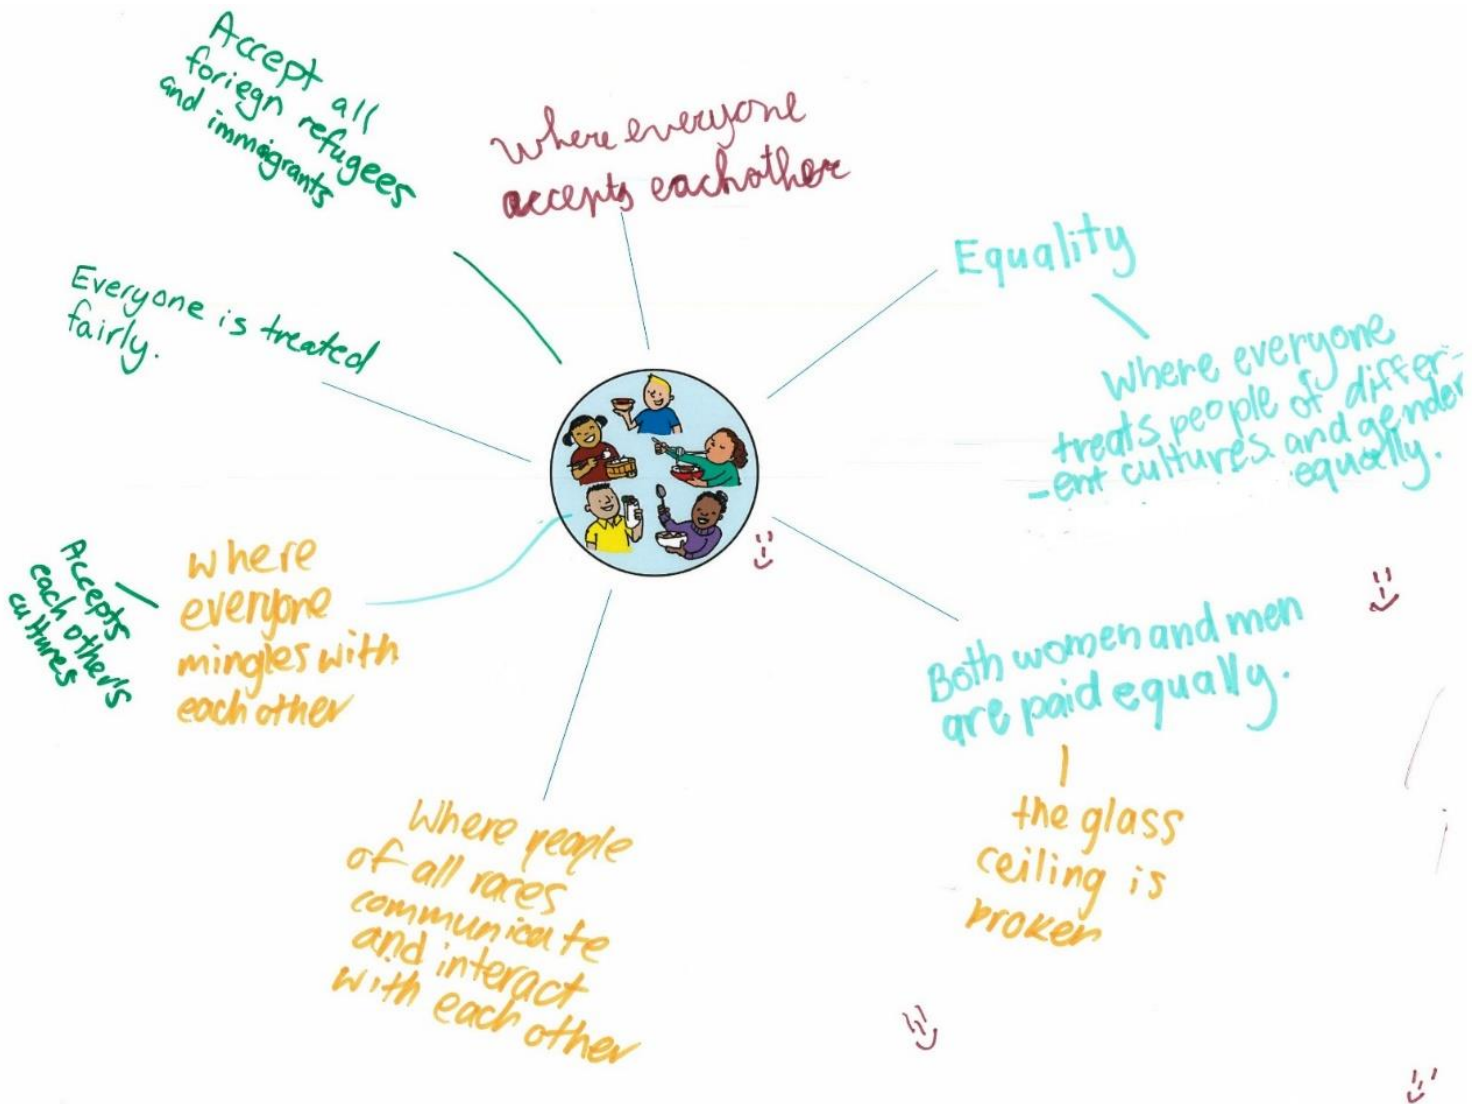 Accept all
foriegn refugees
and immigrants
Where everyone
accepts eachother
Equality
Where everyone
treats people of differ-
-ent cultures and gender
equally.
Everyone is treated
fairly.
Accepts
each other's
cultures
where
everyone
mingles with
each other
Both women and men
are paid equally.
the glass
ceiling is
broken
Where people
of all races
communicate
and interact
with each other